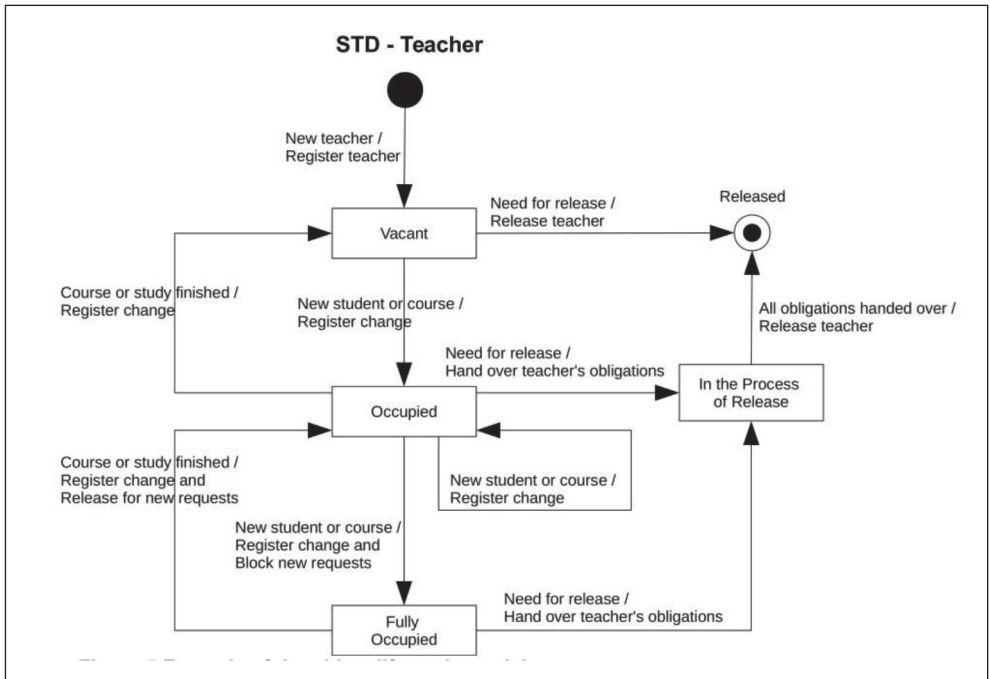 STD - Teacher
New teacher /
Register teacher
Released
Need for release /
Release teacher
Vacant
Course or study finished /
Register change
New student or course /
Register change
All obligations handed over /
Release teacher
Need for release /
Hand over teacher's obligations
In the Process
of Release
Occupied
Course or study finished /
Register change and
Release for new requests
New student or course /
Register change
New student or course /
Register change and
Block new requests
Need for release /
Hand over teacher's obligations
Fully
Occupied